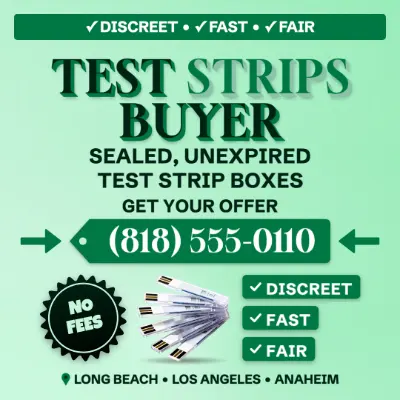 ✓DISCREET • ✓FAST • ✓FAIR
TEST STRIPS
BUYER
SEALED, UNEXPIRED
TEST STRIP BOXES
GET YOUR OFFER
(818) 555-0110
NO
FEES
✓ DISCREET
✓ FAST
✓ FAIR
LONG BEACH • LOS ANGELES • ANAHEIM